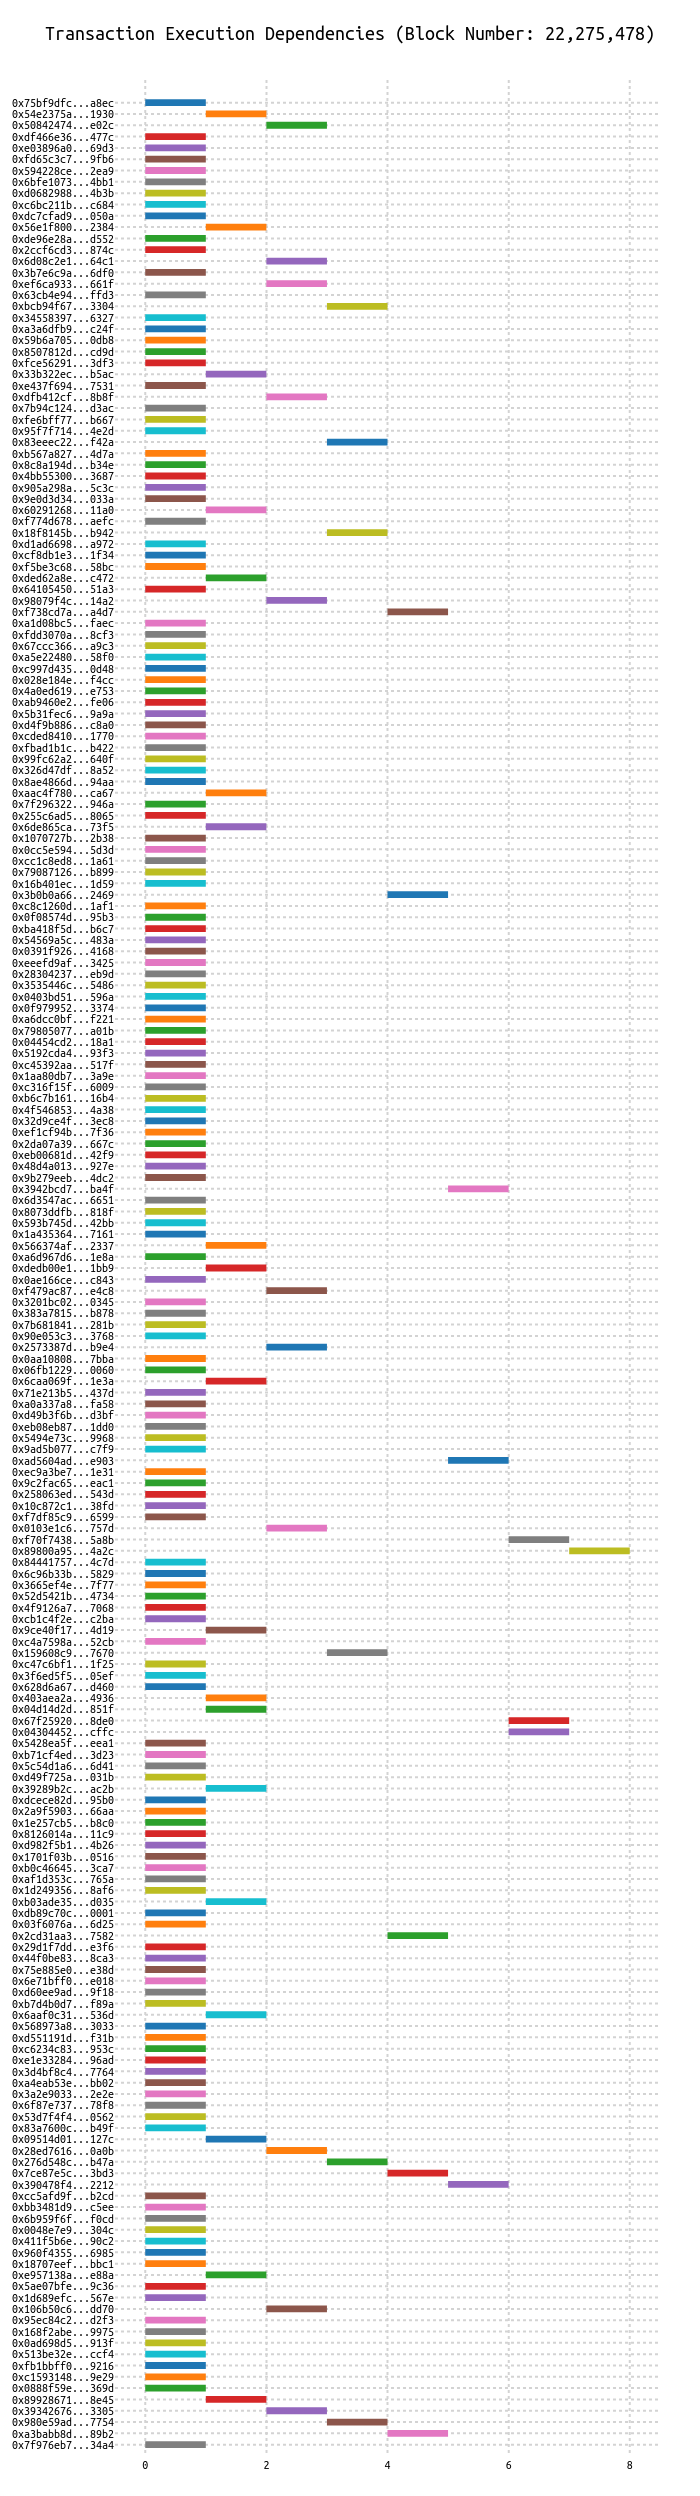 Transaction Execution Dependencies (Block Number: 22,275,478)
0x75bf9dfc...a8ec
0x54e2375a...1930
0x50842474...e02c
0xdf466e36...477c
0xe03896a0...69d3
0xfd65c3c7...9fb6
0x594228ce...2ea9
0x6bfe1073...4bb1
0xd0682988...4b3b
0xc6bc211b...c684
0xdc7cfad9...050a
0x56e1f800...2384
0xde96e28a...d552
0x2ccf6cd3...874c
0x6d08c2e1...64c1
0x3b7e6c9a...6df0
0xef6ca933...661f
0x63cb4e94...ffd3
0xbcb94f67...3304
0x34558397...6327
0xa3a6dfb9...c24f
0x59b6a705...0db8
0x8507812d...cd9d
0xfce56291...3df3
0x33b322ec...b5ac
0xe437f694...7531
0xdfb412cf...8b8f
0x7b94c124...d3ac
0xfe6bff77...b667
0x95f7f714...4e2d
0x83eeec22...f42a
0xb567a827...4d7a
0x8c8a194d...b34e
0x4bb55300...3687
0x905a298a...5c3c
0x9e0d3d34...033a
0x60291268...11a0
0xf774d678...aefc
0x18f8145b...b942
0xd1ad6698...a972
0xcf8db1e3...1f34
0xf5be3c68...58bc
0xded62a8e...c472
0x64105450...51a3
0x98079f4c...14a2
0xf738cd7a...a4d7
0xa1d08bc5...faec
0xfdd3070a...8cf3
0x67ccc366...a9c3
0xa5e22480...58f0
0xc997d435...0d48
0x028e184e...f4cc
0x4a0ed619...e753
0xab9460e2...fe06
0x5b31fec6...9a9a
0xd4f9b886...c8a0
0xcded8410...1770
0xfbad1b1c...b422
0x99fc62a2...640f
0x326d47df...8a52
0x8ae4866d...94aa
0xaac4f780...ca67
0x7f296322...946a
0x255c6ad5...8065
0x6de865ca...73f5
0x1070727b...2b38
0x0cc5e594...5d3d
0xcc1c8ed8...1a61
0x79087126...b899
0x16b401ec...1d59
0x3b0b0a66...2469
0xc8c1260d...1af1
0x0f08574d...95b3
0xba418f5d...b6c7
0x54569a5c...483a
0x0391f926...4168
0xeeefd9af...3425
0x28304237...eb9d
0x3535446c...5486
0x0403bd51...596a
0x0f979952...3374
0xa6dcc0bf...f221
0x79805077...a01b
0x04454cd2...18a1
0x5192cda4...93f3
0xc45392aa...517f
0x1aa80db7...3a9e
0xc316f15f...6009
0xb6c7b161...16b4
0x4f546853...4a38
0x32d9ce4f...3ec8
0xef1cf94b...7f36
0x2da07a39...667c
0xeb00681d...42f9
0x48d4a013...927e
0x9b279eeb...4dc2
0x3942bcd7...ba4f
0x6d3547ac...6651
0x8073ddfb...818f
0x593b745d...42bb
0x1a435364...7161
0x566374af...2337
0xa6d967d6...1e8a
0xdedb00e1...1bb9
0x0ae166ce...c843
0xf479ac87...e4c8
0x3201bc02...0345
0x383a7815...b878
0x7b681841...281b
0x90e053c3...3768
0x2573387d...b9e4
0x0aa10808...7bba
0x06fb1229...0060
0x6caa069f...1e3a
0x71e213b5...437d
0xa0a337a8...fa58
0xd49b3f6b...d3bf
0xeb08eb87...1dd0
0x5494e73c...9968
0x9ad5b077...c7f9
0xad5604ad...e903
0xec9a3be7...1e31
0x9c2fac65...eac1
0x258063ed...543d
0x10c872c1...38fd
0xf7df85c9...6599
0x0103e1c6...757d
0xf70f7438...5a8b
0x89800a95...4a2c
0x84441757...4c7d
0x6c96b33b...5829
0x3665ef4e...7f77
0x52d5421b...4734
0x4f9126a7...7068
0xcb1c4f2e...c2ba
0x9ce40f17...4d19
0xc4a7598a...52cb
0x159608c9...7670
0xc47c6bf1...1f25
0x3f6ed5f5...05ef
0x628d6a67...d460
0x403aea2a...4936
0x04d14d2d...851f
0x67f25920...8de0
0x04304452...cffc
0x5428ea5f...eea1
0xb71cf4ed...3d23
0x5c54d1a6...6d41
0xd49f725a...031b
0x39289b2c...ac2b
0xdcece82d...95b0
0x2a9f5903...66aa
0x1e257cb5...b8c0
0x8126014a...11c9
0xd982f5b1...4b26
0x1701f03b...0516
0xb0c46645...3ca7
0xaf1d353c...765a
0x1d249356...8af6
0xb03ade35...d035
0xdb89c70c...0001
0x03f6076a...6d25
0x2cd31aa3...7582
0x29d1f7dd...e3f6
0x44f0be83...8ca3
0x75e885e0...e38d
0x6e71bff0...e018
0xd60ee9ad...9f18
0xb7d4b0d7...f89a
0x6aaf0c31...536d
0x568973a8...3033
0xd551191d...f31b
0xc6234c83...953c
0xe1e33284...96ad
0x3d4bf8c4...7764
0xa4eab53e...bb02
0x3a2e9033...2e2e
0x6f87e737...78f8
0x53d7f4f4...0562
0x83a7600c...b49f
0x09514d01...127c
0x28ed7616...0a0b
0x276d548c...b47a
0x7ce87e5c...3bd3
0x390478f4...2212
0xcc5afd9f...b2cd
0xbb3481d9...c5ee
0x6b959f6f...f0cd
0x0048e7e9...304c
0x411f5b6e...90c2
0x960f4355...6985
0x18707eef...bbc1
0xe957138a...e88a
0x5ae07bfe...9c36
0x1d689efc...567e
0x106b50c6...dd70
0x95ec84c2...d2f3
0x168f2abe...9975
0x0ad698d5...913f
0x513be32e...ccf4
0xfb1bbff0...9216
0xc1593148...9e29
0x0888f59e...369d
0x89928671...8e45
0x39342676...3305
0x980e59ad...7754
0xa3babb8d...89b2
0x7f976eb7...34a4
0 2 4 6 8